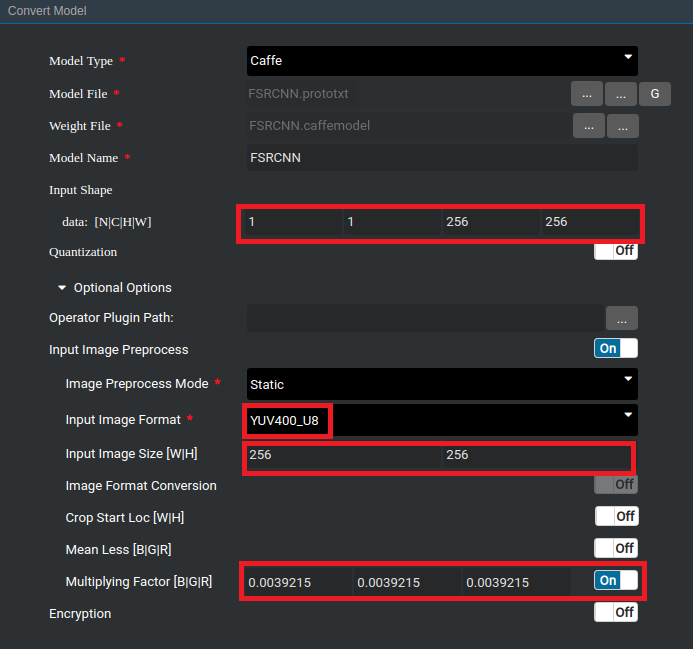 Convert Model
Model Type * Caffe
Model File * FSRCNN.prototxt ... ... G
Weight File * FSRCNN.caffemodel ... ...
Model Name * FSRCNN
Input Shape
data: [N|C|H|W] 1 1 256 256
Quantization Off
Optional Options
Operator Plugin Path: ...
Input Image Preprocess On
Image Preprocess Mode * Static
Input Image Format * YUV400_U8
Input Image Size [W|H] 256 256
Image Format Conversion Off
Crop Start Loc [W|H] Off
Mean Less [B|G|R] Off
Multiplying Factor [B|G|R] 0.0039215 0.0039215 0.0039215 On
Encryption Off